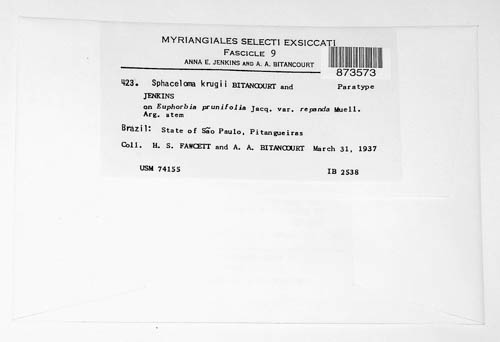 MYRIANGIALES SELECTI EXSICCATI
FASCICLE 9
ANNA E. JENKINS AND A. A. BITANCOURT
873573
423. Sphaceloma krugii BITANCOURT and Paratype
JENKINS
on Euphorbia prunifolia Jacq. var. repanda Muell.
Arg. stem
Brazil: State of São Paulo, Pitangueiras
Coll. H. S. FAWCETT and A. A. BITANCOURT March 31, 1937
USM 74155 IB 2538